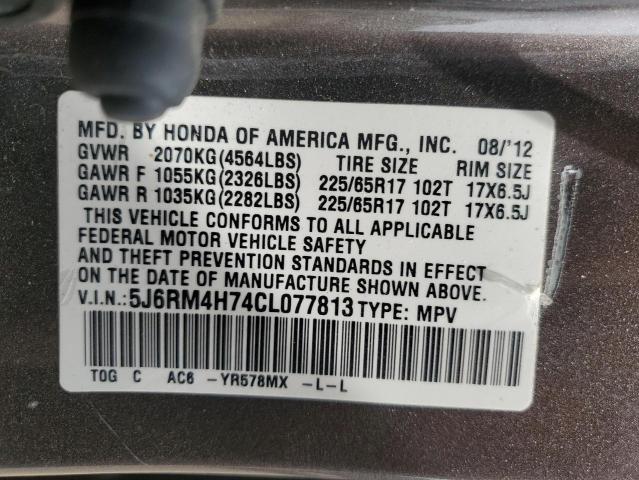 MFD. BY HONDA OF AMERICA MFG., INC. 08/'12
GVWR 2070KG(4564LBS) TIRE SIZE RIM SIZE
GAWR F 1055KG(2326LBS) 225/65R17 102T 17X6.5J
GAWR R 1035KG(2282LBS) 225/65R17 102T 17X6.5J
THIS VEHICLE CONFORMS TO ALL APPLICABLE
FEDERAL MOTOR VEHICLE SAFETY
AND THEFT PREVENTION STANDARDS IN EFFECT
ON THE DATE OF MANUFACTURE SHOWN ABOVE.
V.I.N.:5J6RM4H74CL077813 TYPE: MPV
TOG C AC6 -YR578MX -L-L